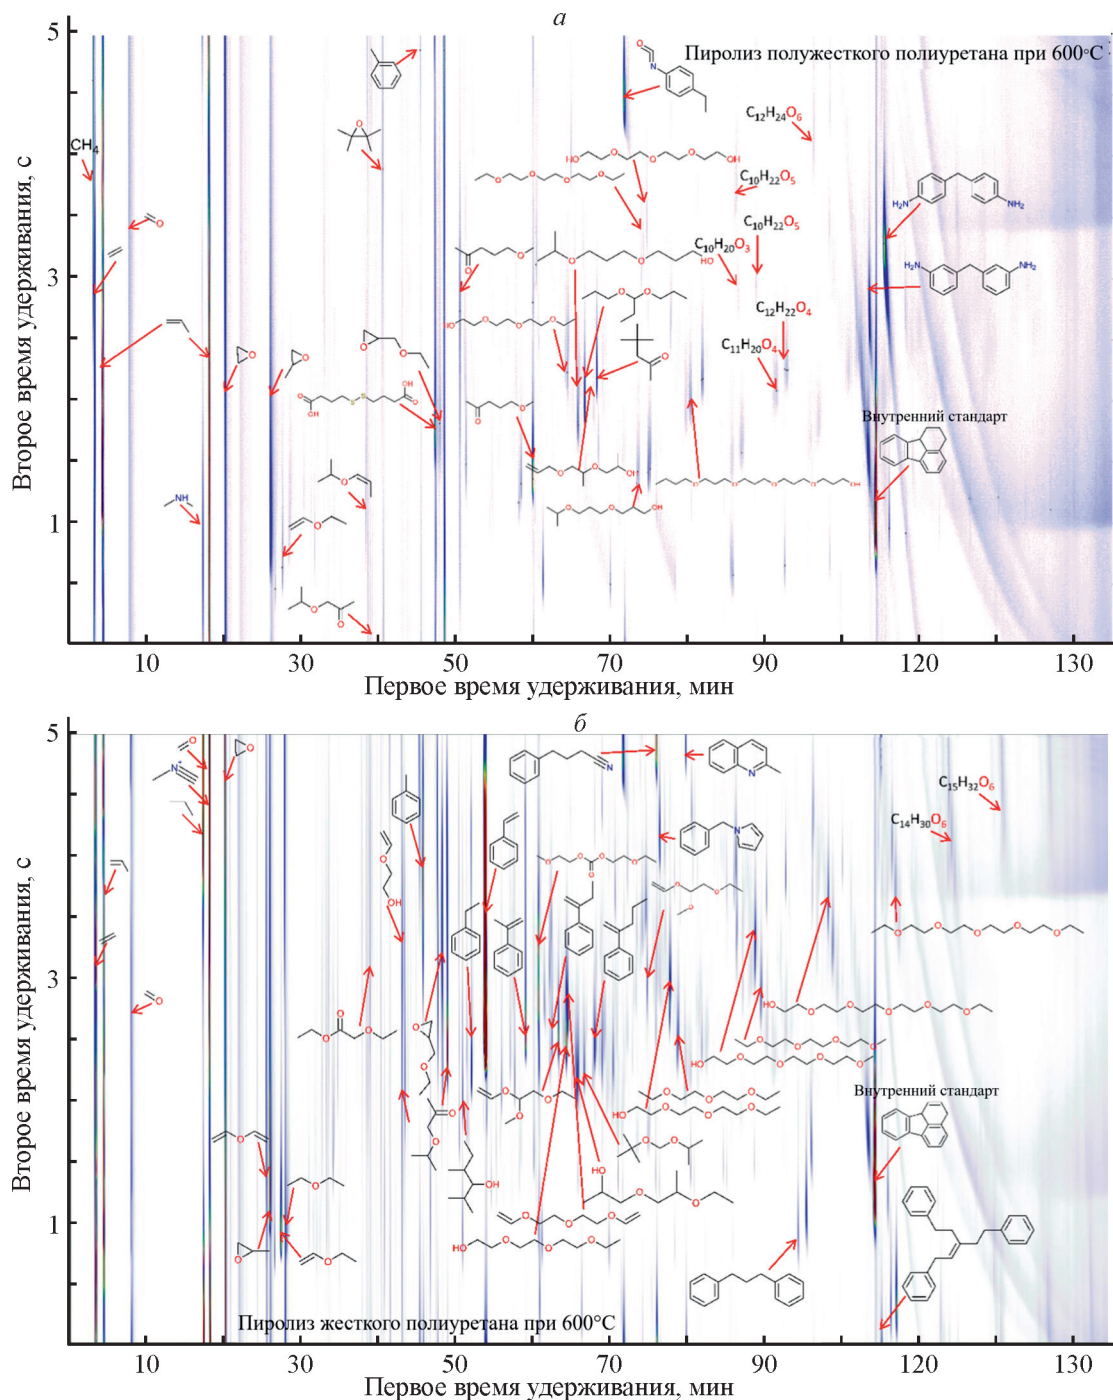 а
5
Пиролиз полужесткого полиуретана при 600°C
CH₄
C₁₂H₂₄O₆
C₁₀H₂₂O₅
C₁₀H₂₂O₅
C₁₀H₂₀O₃
C₁₂H₂₂O₄
C₁₁H₂₀O₄
3
1
Внутренний стандарт
Второе время удерживания, с
10 30 50 70 90 120 130
Первое время удерживания, мин
б
5
C₁₅H₃₂O₆
C₁₄H₃₀O₆
3
1
Внутренний стандарт
Второе время удерживания, с
Пиролиз жесткого полиуретана при 600°C
10 30 50 70 90 120 130
Первое время удерживания, мин